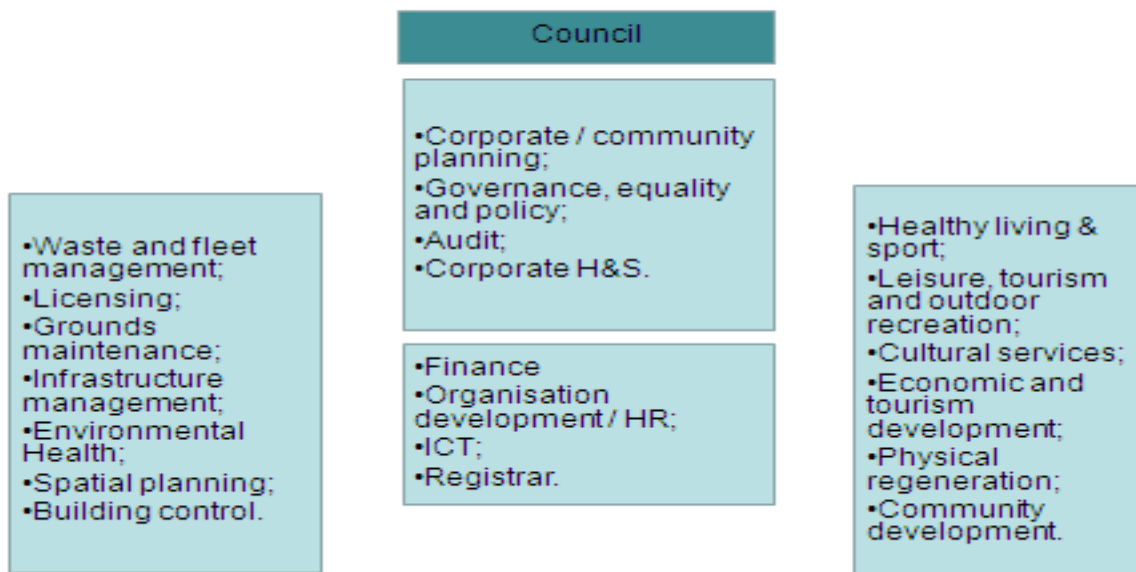 Council
•Corporate / community
planning;
•Governance, equality
and policy;
•Audit;
•Corporate H&S.
•Waste and fleet
management;
•Licensing;
•Grounds
maintenance;
•Infrastructure
management;
•Environmental
Health;
•Spatial planning;
•Building control.
•Finance
•Organisation
development / HR;
•ICT;
•Registrar.
•Healthy living &
sport;
•Leisure, tourism
and outdoor
recreation;
•Cultural services;
•Economic and
tourism
development;
•Physical
regeneration;
•Community
development.